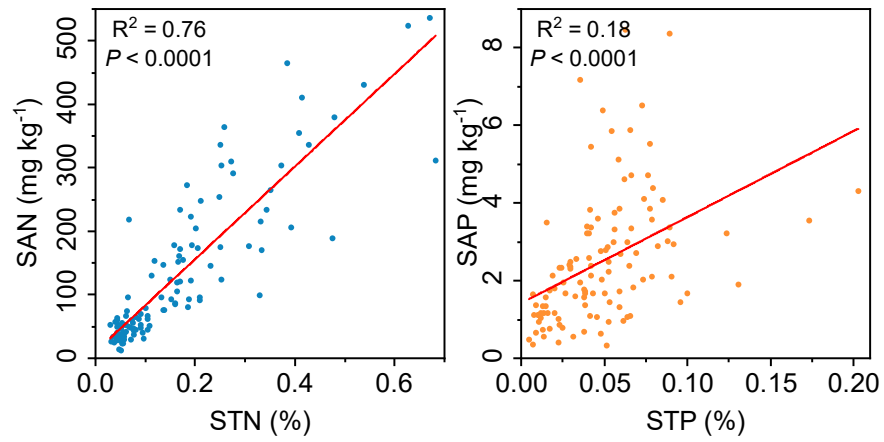 R² = 0.76
P < 0.0001
SAN (mg kg⁻¹)
500
400
300
200
100
0
0.0 0.2 0.4 0.6
STN (%)
R² = 0.18
P < 0.0001
SAP (mg kg⁻¹)
8
6
4
2
0
0.00 0.05 0.10 0.15 0.20
STP (%)